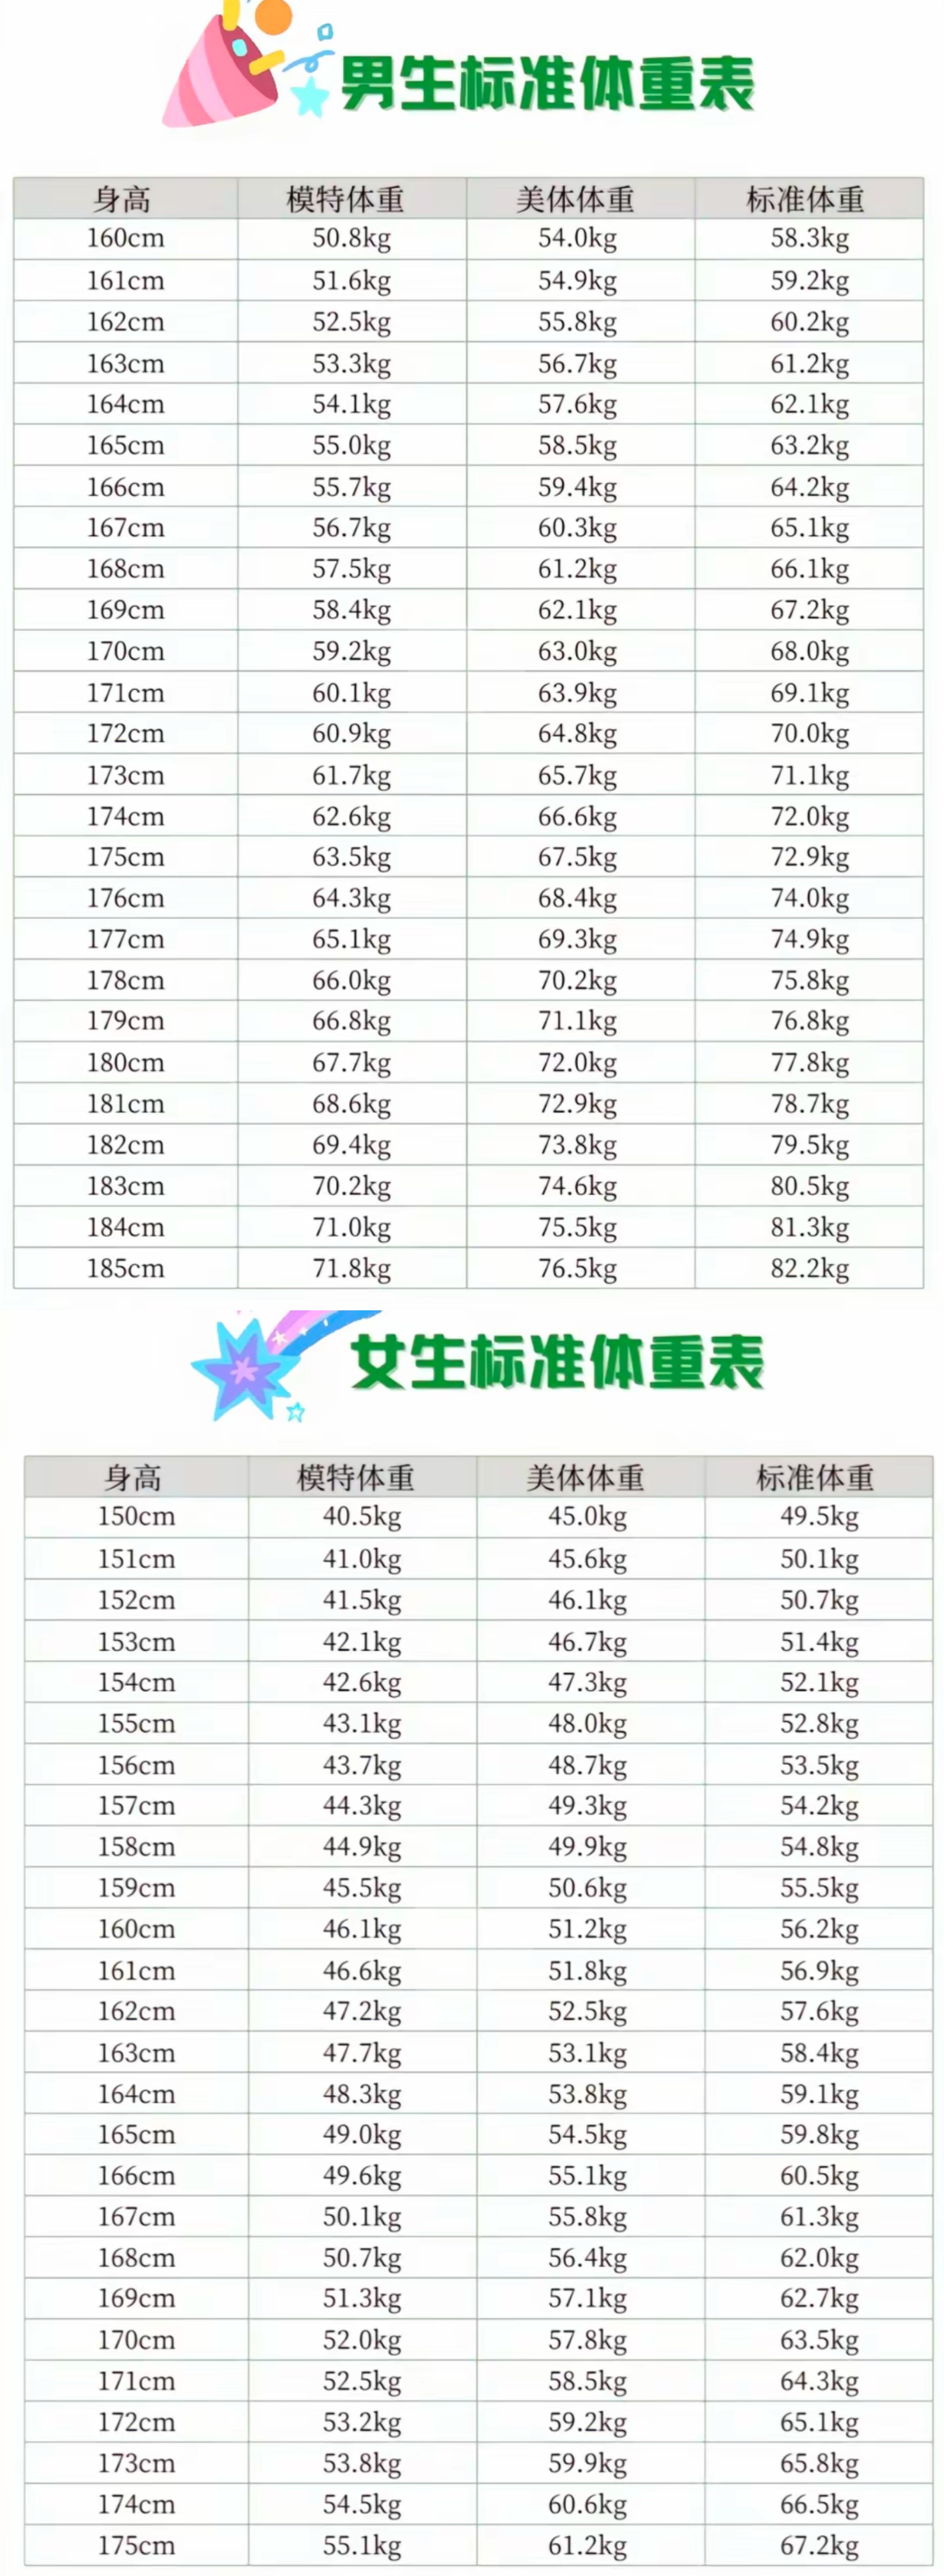 男生标准体重表
身高 模特体重 美体体重 标准体重
160cm 50.8kg 54.0kg 58.3kg
161cm 51.6kg 54.9kg 59.2kg
162cm 52.5kg 55.8kg 60.2kg
163cm 53.3kg 56.7kg 61.2kg
164cm 54.1kg 57.6kg 62.1kg
165cm 55.0kg 58.5kg 63.2kg
166cm 55.7kg 59.4kg 64.2kg
167cm 56.7kg 60.3kg 65.1kg
168cm 57.5kg 61.2kg 66.1kg
169cm 58.4kg 62.1kg 67.2kg
170cm 59.2kg 63.0kg 68.0kg
171cm 60.1kg 63.9kg 69.1kg
172cm 60.9kg 64.8kg 70.0kg
173cm 61.7kg 65.7kg 71.1kg
174cm 62.6kg 66.6kg 72.0kg
175cm 63.5kg 67.5kg 72.9kg
176cm 64.3kg 68.4kg 74.0kg
177cm 65.1kg 69.3kg 74.9kg
178cm 66.0kg 70.2kg 75.8kg
179cm 66.8kg 71.1kg 76.8kg
180cm 67.7kg 72.0kg 77.8kg
181cm 68.6kg 72.9kg 78.7kg
182cm 69.4kg 73.8kg 79.5kg
183cm 70.2kg 74.6kg 80.5kg
184cm 71.0kg 75.5kg 81.3kg
185cm 71.8kg 76.5kg 82.2kg
女生标准体重表
身高 模特体重 美体体重 标准体重
150cm 40.5kg 45.0kg 49.5kg
151cm 41.0kg 45.6kg 50.1kg
152cm 41.5kg 46.1kg 50.7kg
153cm 42.1kg 46.7kg 51.4kg
154cm 42.6kg 47.3kg 52.1kg
155cm 43.1kg 48.0kg 52.8kg
156cm 43.7kg 48.7kg 53.5kg
157cm 44.3kg 49.3kg 54.2kg
158cm 44.9kg 49.9kg 54.8kg
159cm 45.5kg 50.6kg 55.5kg
160cm 46.1kg 51.2kg 56.2kg
161cm 46.6kg 51.8kg 56.9kg
162cm 47.2kg 52.5kg 57.6kg
163cm 47.7kg 53.1kg 58.4kg
164cm 48.3kg 53.8kg 59.1kg
165cm 49.0kg 54.5kg 59.8kg
166cm 49.6kg 55.1kg 60.5kg
167cm 50.1kg 55.8kg 61.3kg
168cm 50.7kg 56.4kg 62.0kg
169cm 51.3kg 57.1kg 62.7kg
170cm 52.0kg 57.8kg 63.5kg
171cm 52.5kg 58.5kg 64.3kg
172cm 53.2kg 59.2kg 65.1kg
173cm 53.8kg 59.9kg 65.8kg
174cm 54.5kg 60.6kg 66.5kg
175cm 55.1kg 61.2kg 67.2kg